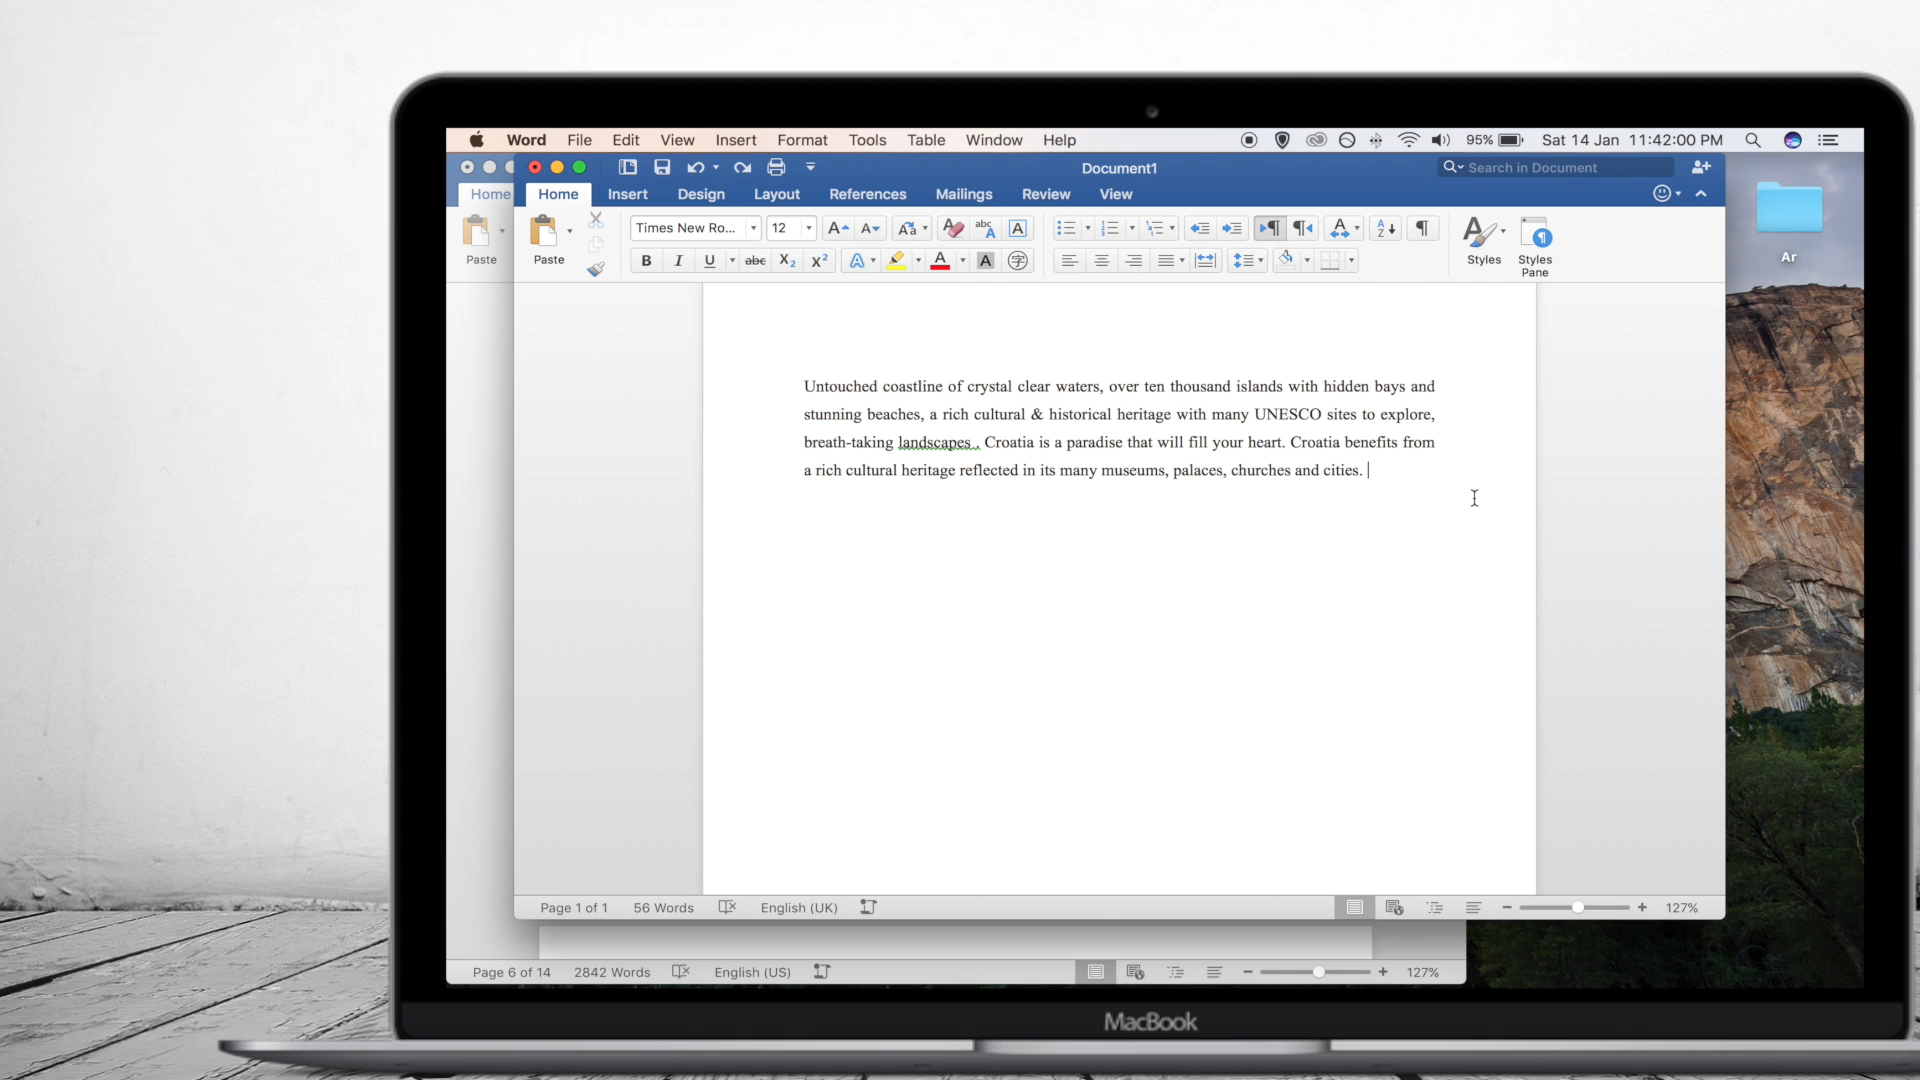 Word File Edit View Insert Format Tools Table Window Help 95% Sat 14 Jan 11:42:00 PM
Document1 Search in Document
Home Home Insert Design Layout References Mailings Review View
Times New Ro... 12
Paste Paste Styles Styles Pane
Ar
Untouched coastline of crystal clear waters, over ten thousand islands with hidden bays and
stunning beaches, a rich cultural & historical heritage with many UNESCO sites to explore,
breath-taking landscapes . Croatia is a paradise that will fill your heart. Croatia benefits from
a rich cultural heritage reflected in its many museums, palaces, churches and cities.
Page 1 of 1 56 Words English (UK) 127%
Page 6 of 14 2842 Words English (US) 127%
MacBook